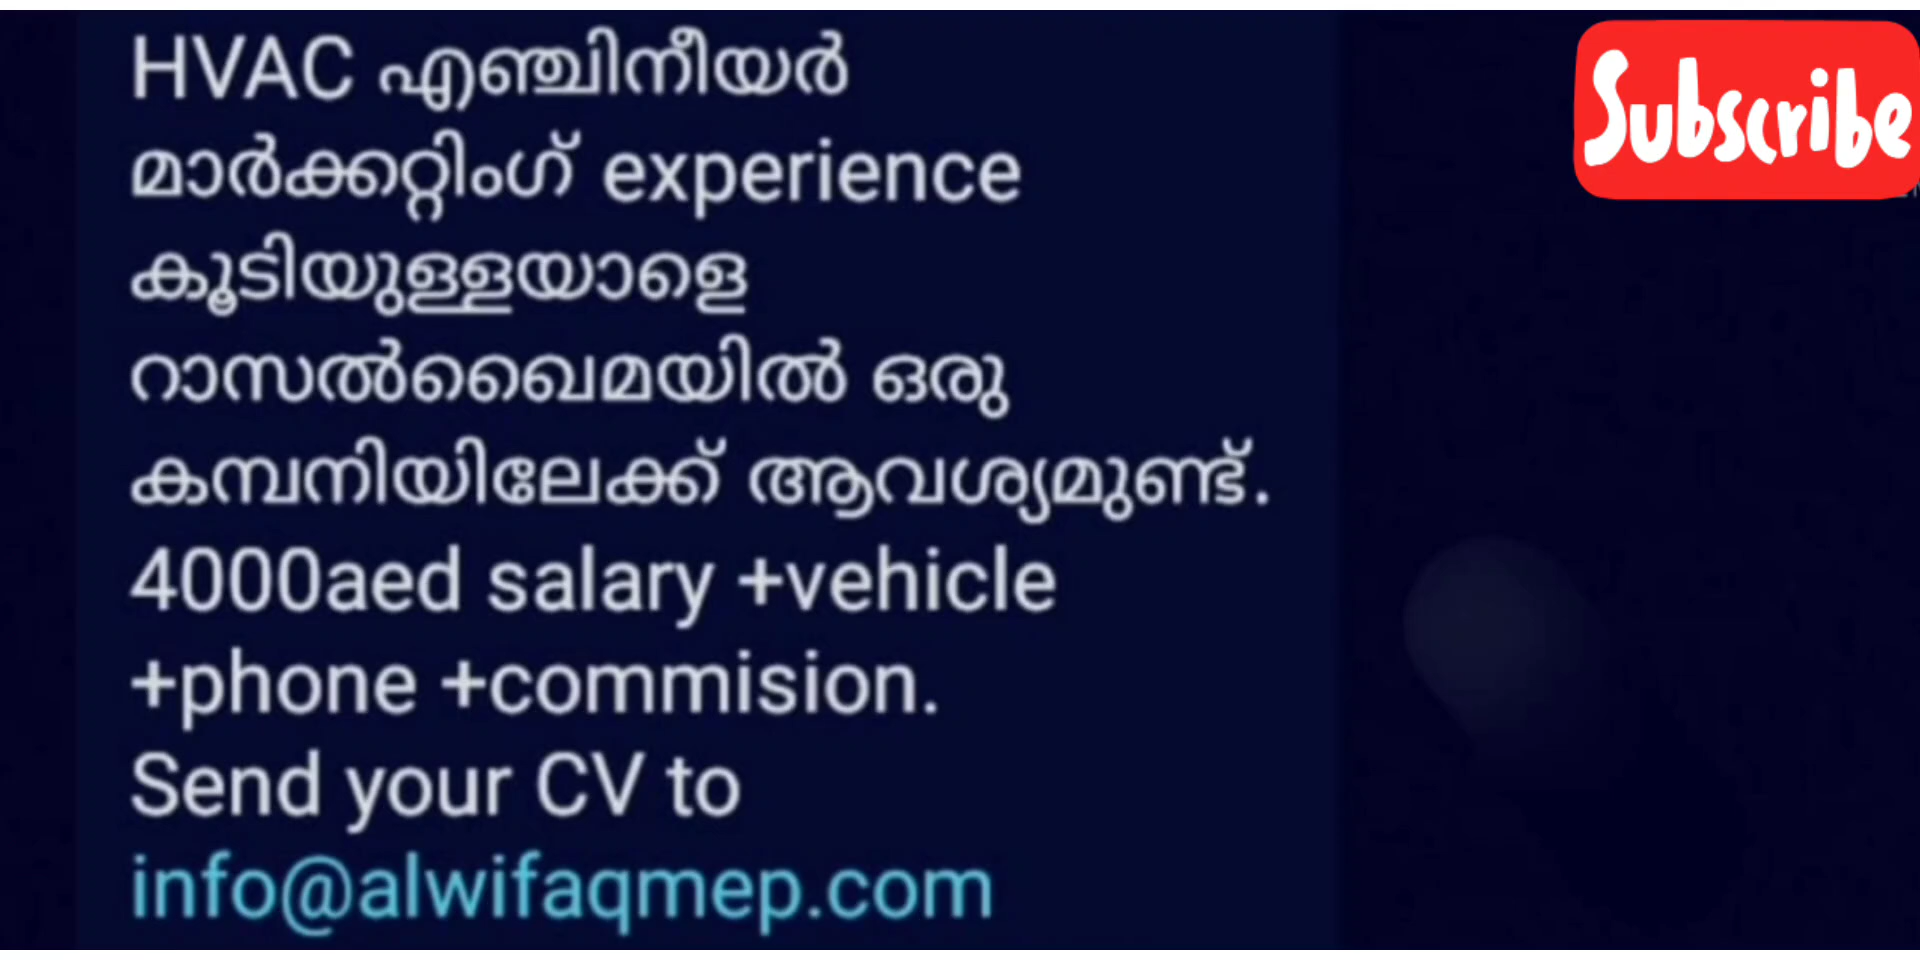 HVAC എഞ്ചിനീയർ
മാർക്കറ്റിംഗ് experience
കൂടിയുള്ളയാളെ
റാസൽഖൈമയിൽ ഒരു
കമ്പനിയിലേക്ക് ആവശ്യമുണ്ട്.
4000aed salary +vehicle
+phone +commision.
Send your CV to
info@alwifaqmep.com
Subscribe